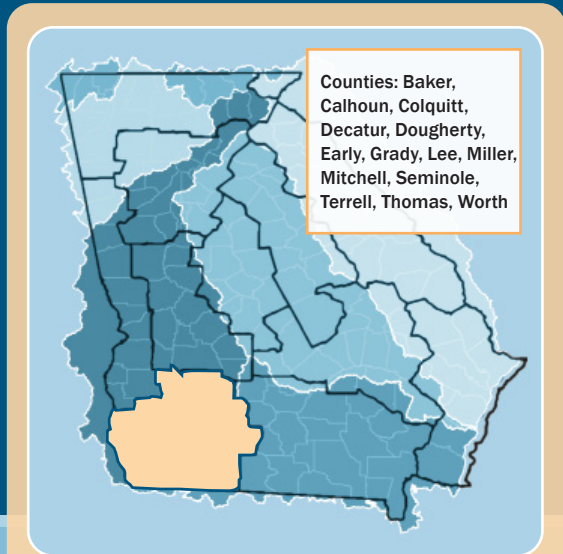 Counties: Baker,
Calhoun, Colquitt,
Decatur, Dougherty,
Early, Grady, Lee, Miller,
Mitchell, Seminole,
Terrell, Thomas, Worth